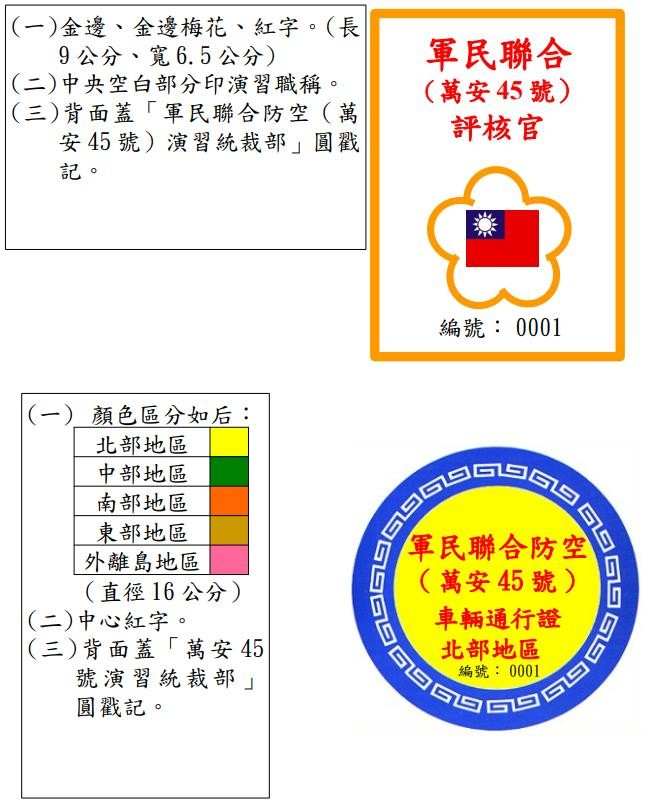 (一)金邊、金邊梅花、紅字。(長
9公分、寬6.5公分)
(二)中央空白部分印演習職稱。
(三)背面蓋「軍民聯合防空(萬
安45號)演習統裁部」圓戳
記。
軍民聯合
(萬安45號)
評核官
編號：0001
(一) 顏色區分如后：
北部地區
中部地區
南部地區
東部地區
外離島地區
(直徑16公分)
(二)中心紅字。
(三)背面蓋「萬安45
號演習統裁部」
圓戳記。
軍民聯合防空
(萬安45號)
車輛通行證
北部地區
編號：0001